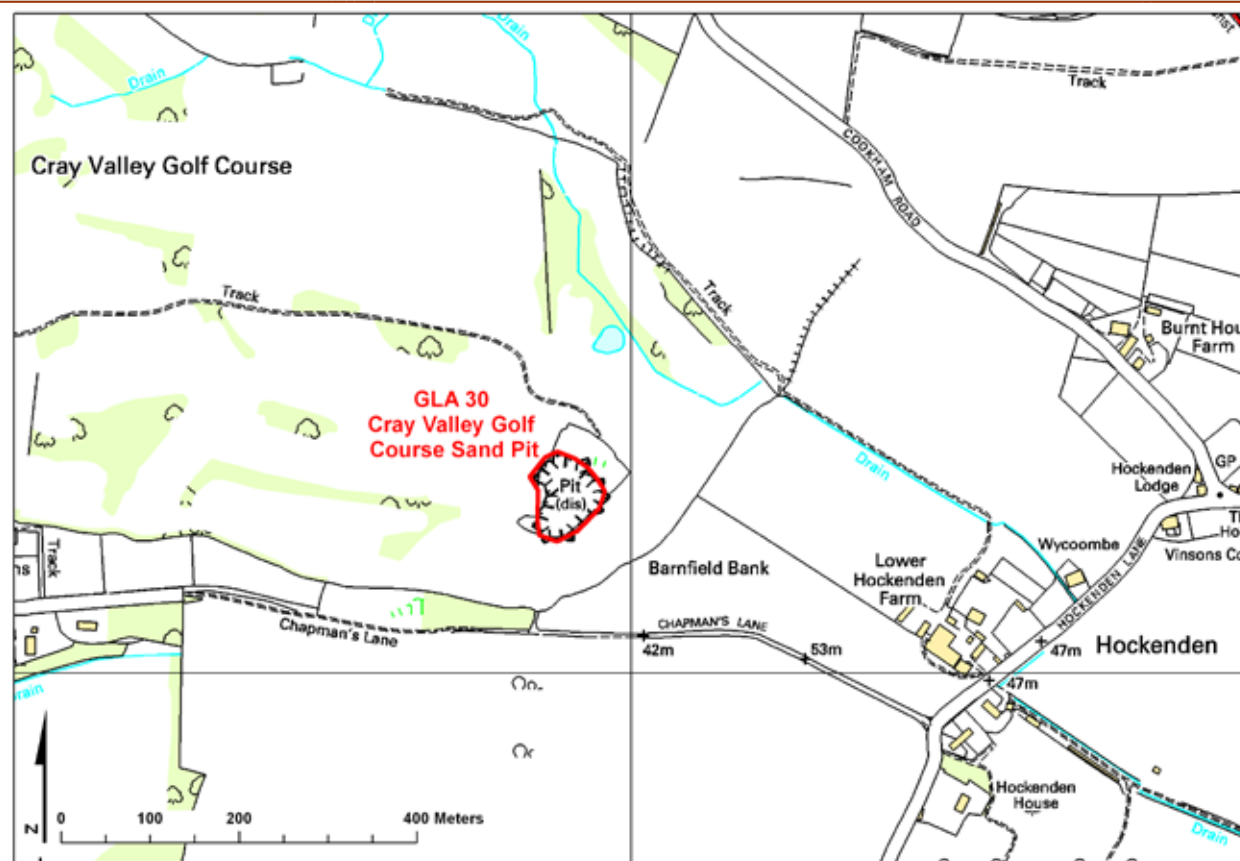 Drain
Drain
Drain
Track
COOKHAM ROAD
Cray Valley Golf Course
Track
Track
Burnt Hou
Farm
GLA 30
Cray Valley Golf
Course Sand Pit
Pit
(dis)
Drain
Hockenden
Lodge
GP
Track
Barnfield Bank
Lower
Hockenden
Farm
Wycoombe
Vinsons Co
HOCKENDEN LANE
Chapman's Lane
CHAPMAN'S LANE
42m
53m
47m
Hockenden
47m
Hockenden
House
Drain
N
0 100 200 400 Meters